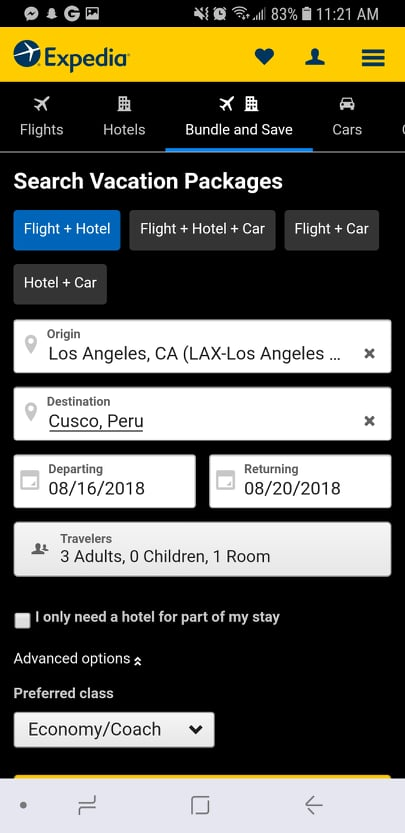 83% 11:21 AM
Expedia
Flights Hotels Bundle and Save Cars
Search Vacation Packages
Flight + Hotel Flight + Hotel + Car Flight + Car
Hotel + Car
Origin
Los Angeles, CA (LAX-Los Angeles ...
Destination
Cusco, Peru
Departing Returning
08/16/2018 08/20/2018
Travelers
3 Adults, 0 Children, 1 Room
I only need a hotel for part of my stay
Advanced options
Preferred class
Economy/Coach